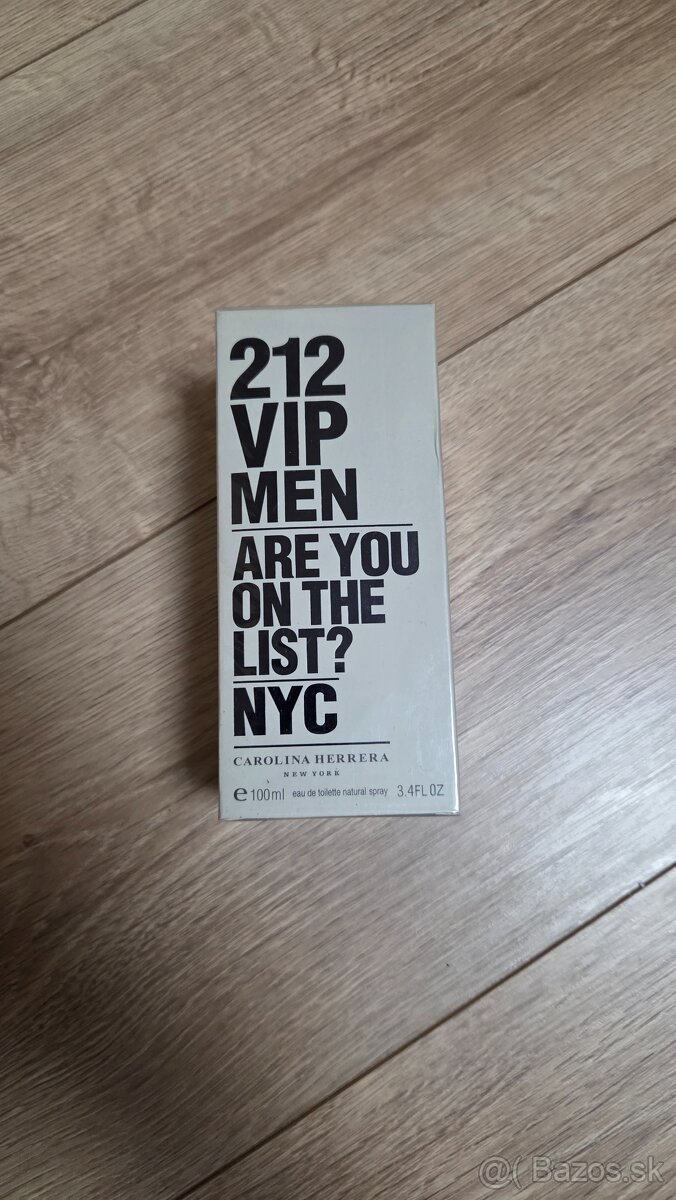 212
VIP
MEN
ARE YOU
ON THE
LIST?
NYC
CAROLINA HERRERA
NEW YORK
e 100ml eau de toilette natural spray 3.4FL OZ
@( Bazos.sk